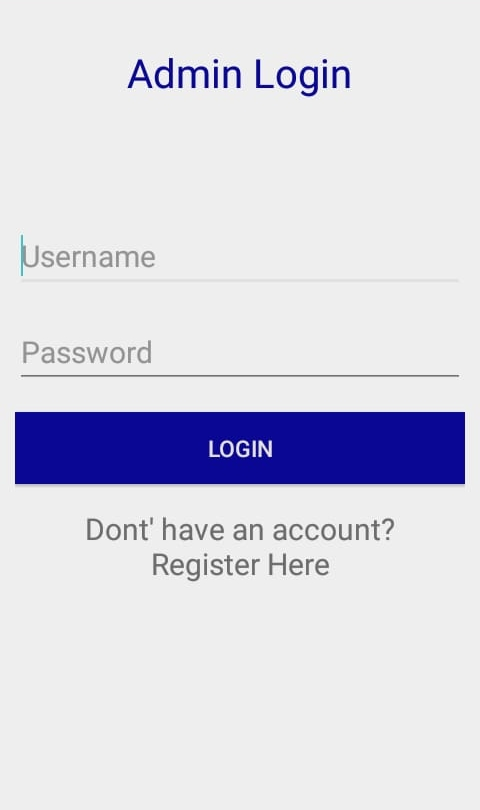 Admin Login
Username
Password
LOGIN
Dont' have an account?
Register Here